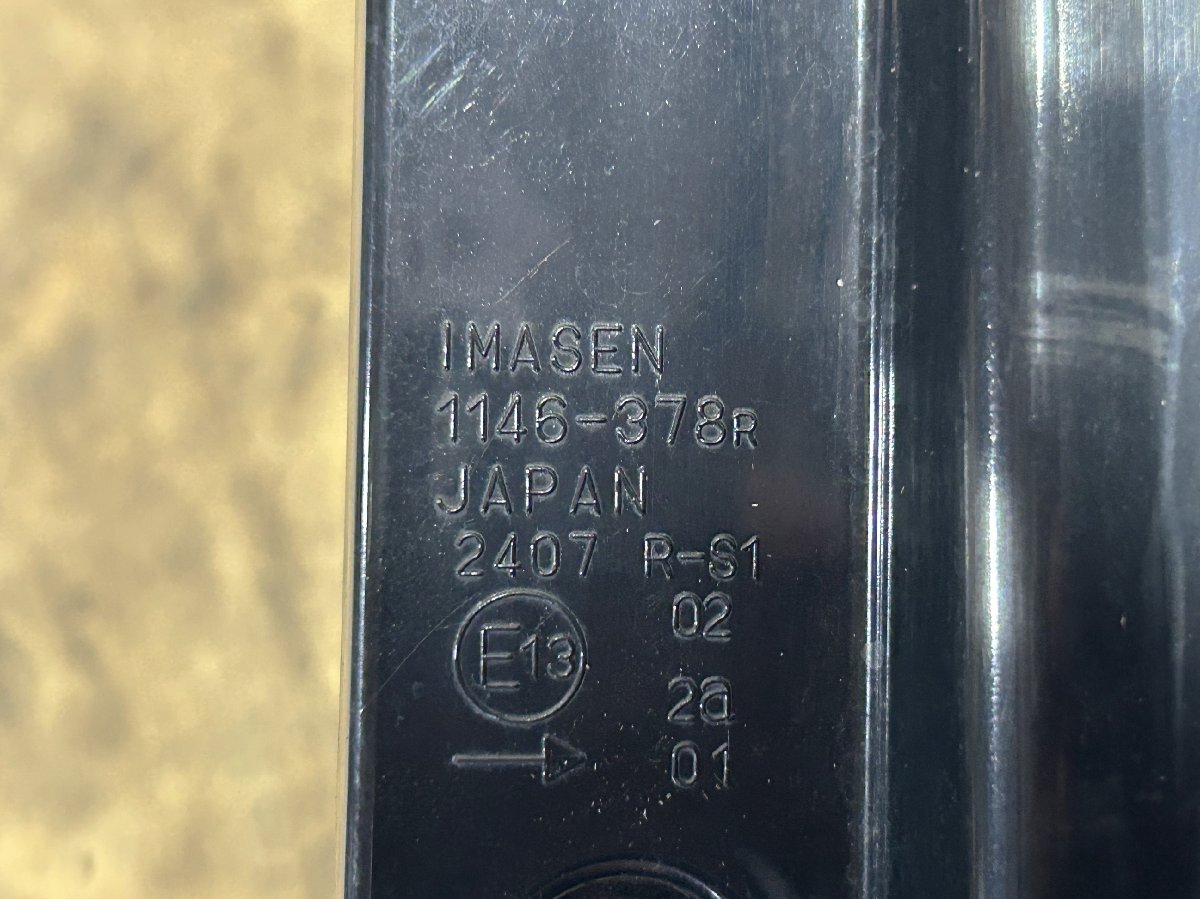 IMASEN
1146-378R
JAPAN
2407 R-S1
02
E13
2a
01